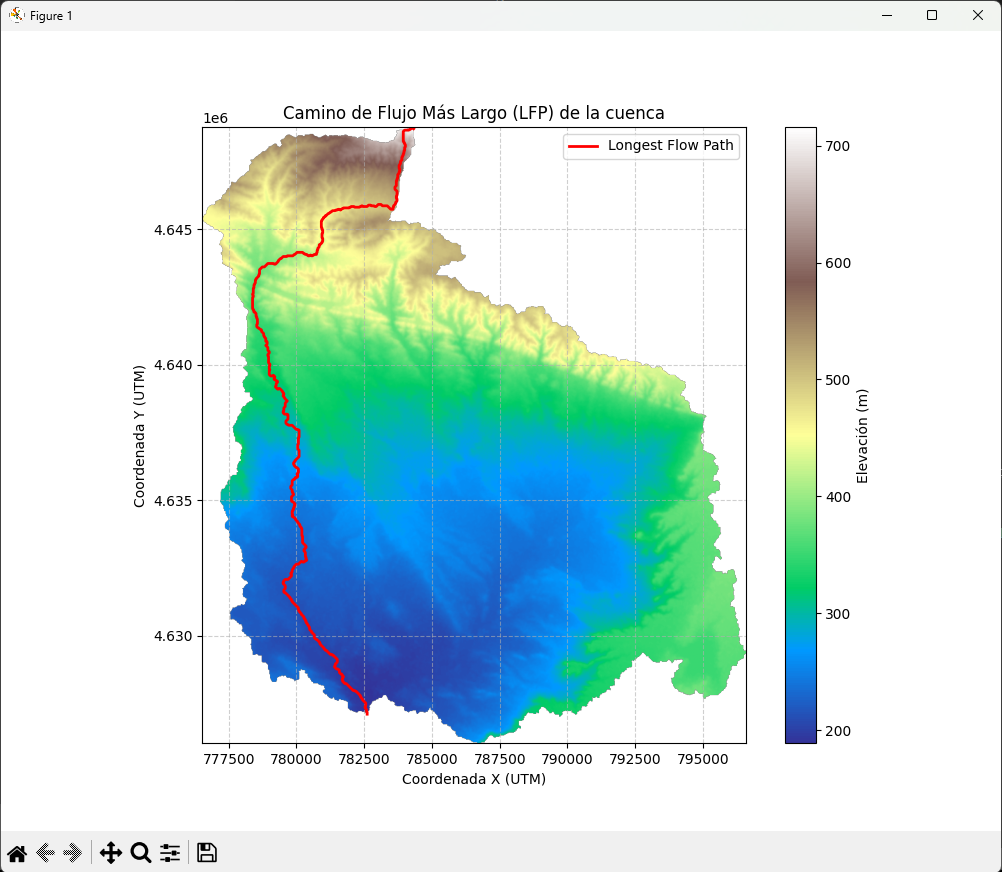 Figure 1
Camino de Flujo Más Largo (LFP) de la cuenca
1e6
Longest Flow Path
4.645
4.640
4.635
4.630
Coordenada Y (UTM)
777500 780000 782500 785000 787500 790000 792500 795000
Coordenada X (UTM)
700
600
500
400
300
200
Elevación (m)